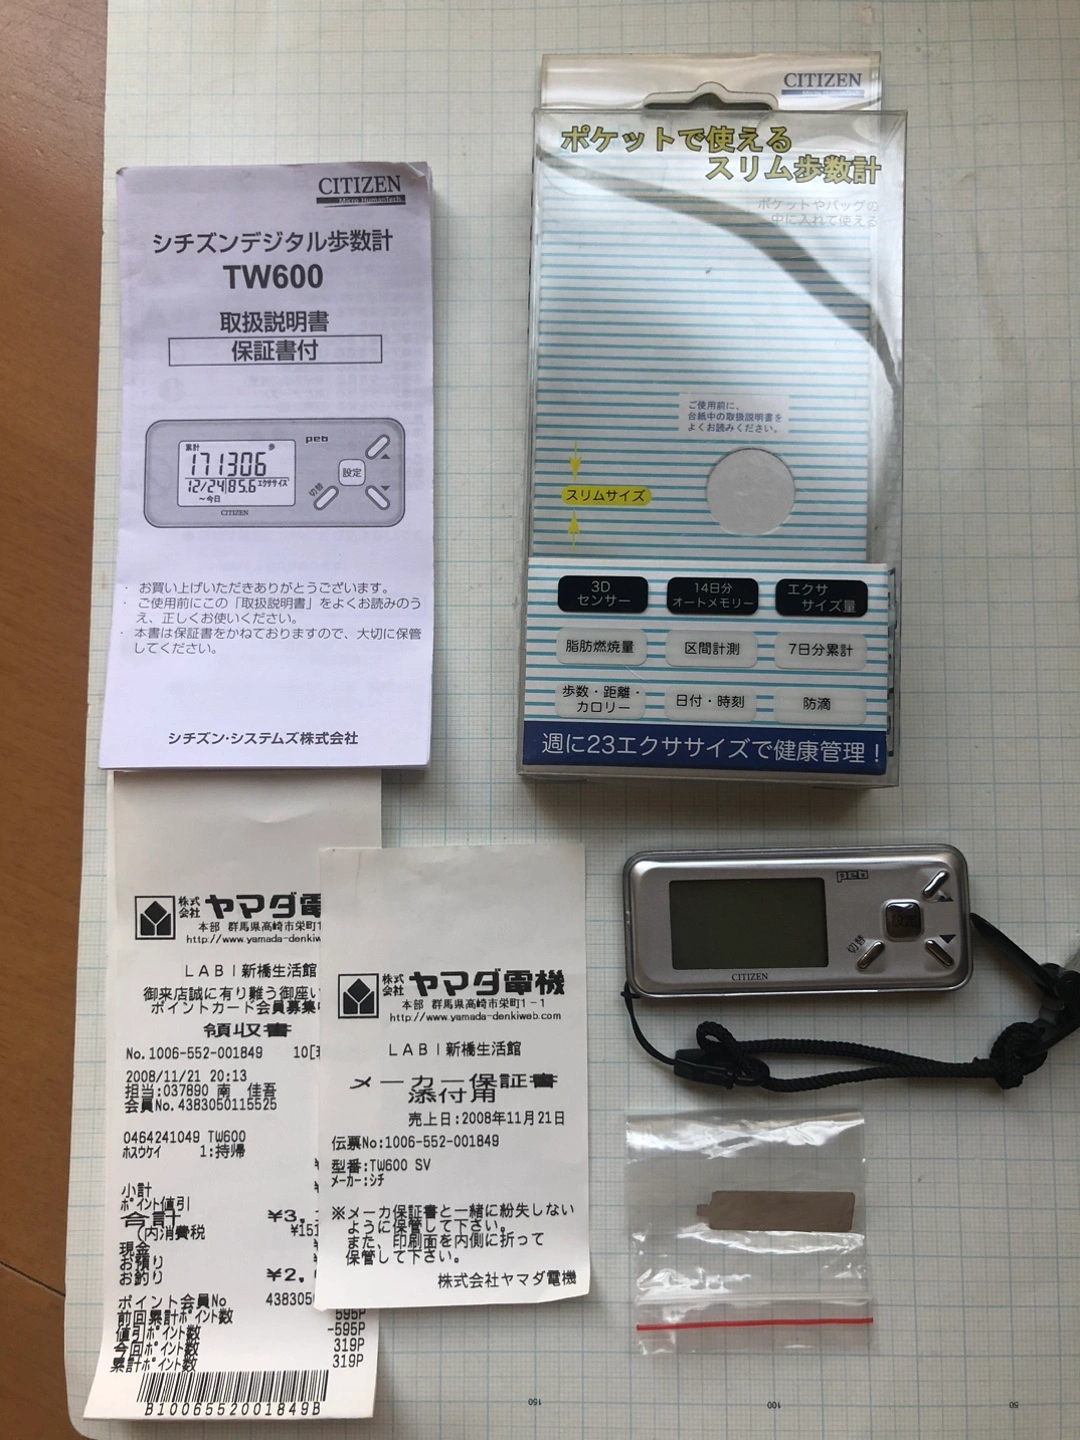 CITIZEN
Micro HumanTech
シチズンデジタル歩数計
TW600
取扱説明書
保証書付
累計
歩
peb
171306
12/24 85.6 エクササイズ
～今日
設定
切替
CITIZEN
・ お買い上げいただきありがとうございます。
・ ご使用前にこの「取扱説明書」をよくお読みのう
え、正しくお使いください。
・ 本書は保証書をかねておりますので、大切に保管
してください。
シチズン・システムズ株式会社
CITIZEN
Micro HumanTech
ポケットで使える
スリム歩数計
ポケットやバッグの
中に入れて使える
ご使用前に、
台紙中の取扱説明書を
よくお読みください。
スリムサイズ
3D
センサー
14日分
オートメモリー
エクサ
サイズ量
脂肪燃焼量
区間計測
7日分累計
歩数・距離・
カロリー
日付・時刻
防滴
週に23エクササイズで健康管理！
株式
会社
ヤマダ電
本部 群馬県高崎市栄町1
http://www.yamada-denkiw
LABI新橋生活館
御来店誠に有り難う御座い
ポイントカード会員募集
領収書
No.1006-552-001849
2008/11/21 20:13
担当:037890 南 佳吾
会員No.4383050115525
0464241049 TW600
ホスウケイ 1:持帰
小計
ポイント値引
合計 ¥3,
(内消費税 ¥151
現金
お預り
お釣り ¥2,
ポイント会員No 438305
前回累計ポイント数 595P
値引ポイント数 -595P
今回ポイント数 319P
累計ポイント数 319P
B1006552001849B
株式
会社
ヤマダ電機
本部 群馬県高崎市栄町1-1
http://www.yamada-denkiweb.com
LABI新橋生活館
メーカー保証書
添付用
売上日:2008年11月21日
伝票No:1006-552-001849
型番:TW600 SV
メーカー:シチ
※メーカ保証書と一緒に紛失しない
ように保管して下さい。
また、印刷面を内側に折って
保管して下さい。
株式会社ヤマダ電機
peb
設定
切替
CITIZEN
150
100
50